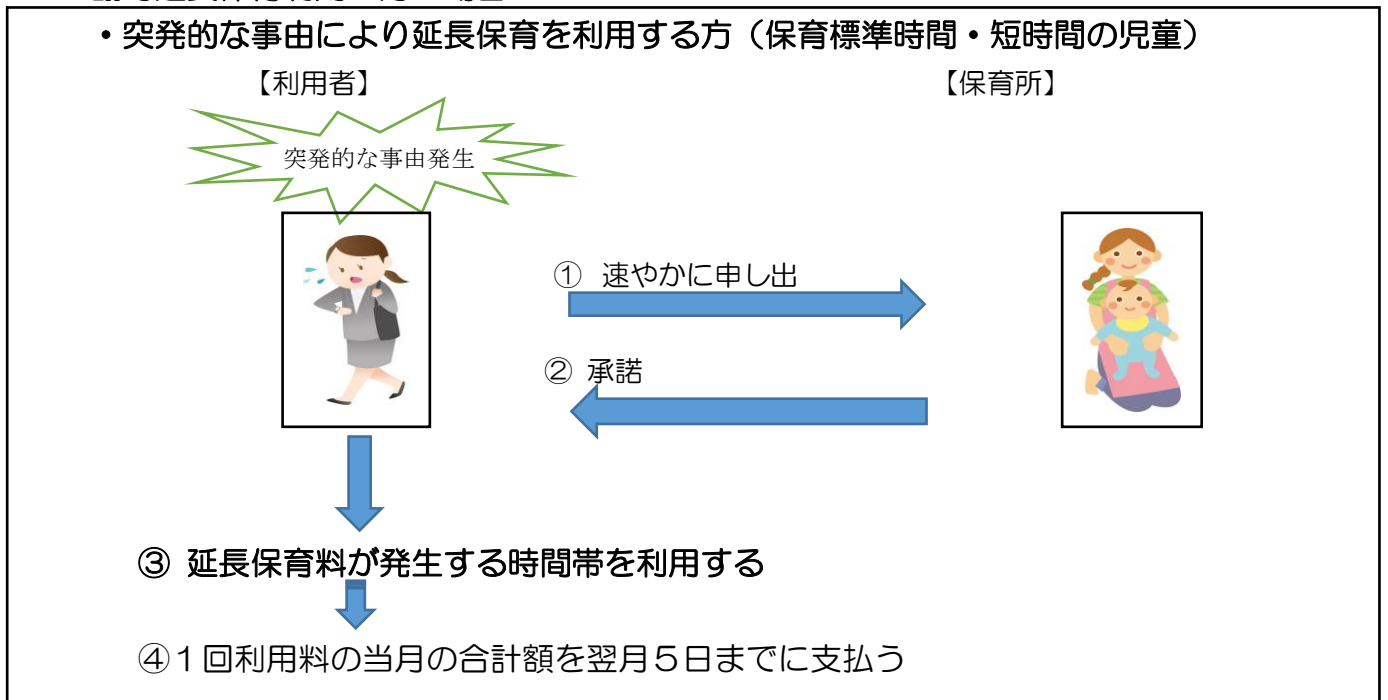 ・突発的な事由により延長保育を利用する方（保育標準時間・短時間の児童）
【利用者】
【保育所】
突発的な事由発生
① 速やかに申し出
② 承諾
③ 延長保育料が発生する時間帯を利用する
④１回利用料の当月の合計額を翌月５日までに支払う